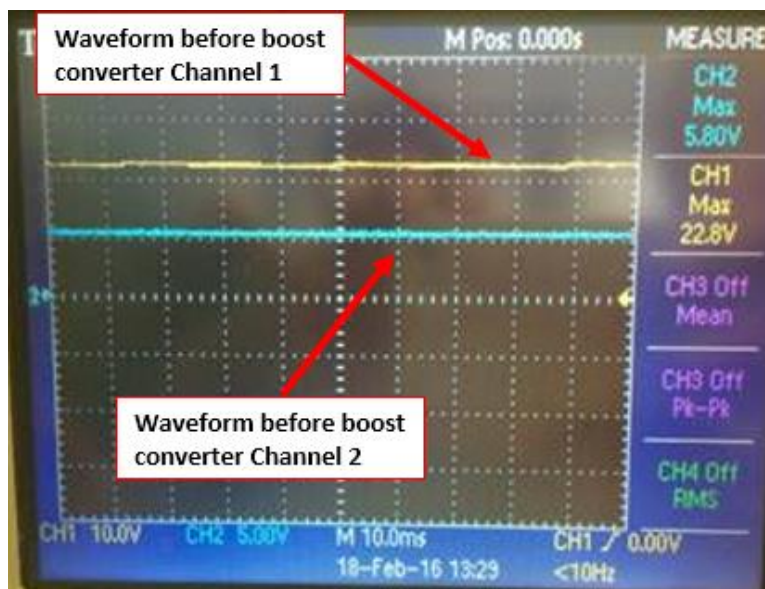 T
Waveform before boost
converter Channel 1
M Pos: 0.000s
MEASURE
CH2
Max
5.80V
CH1
Max
22.8V
CH3 Off
Mean
CH3 Off
Pk-Pk
CH4 Off
RMS
2
Waveform before boost
converter Channel 2
CH1 10.0V CH2 5.00V M 10.0ms CH1 / 0.00V
18-Feb-16 13:29 <10Hz